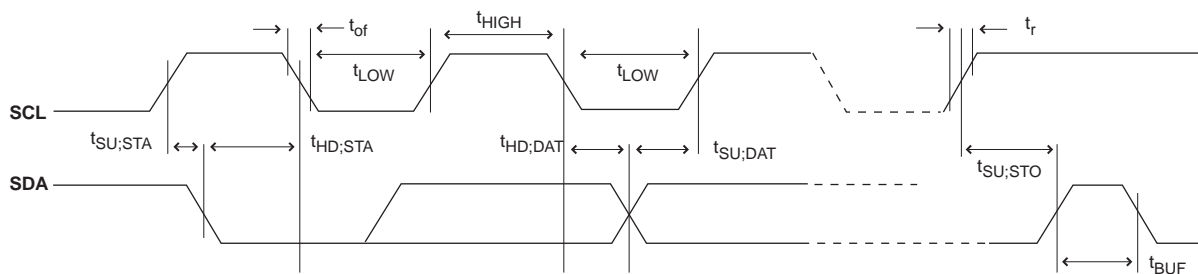 t_of t_HIGH t_r
t_LOW t_LOW
SCL
t_SU;STA t_HD;STA t_HD;DAT t_SU;DAT
t_SU;STO
SDA
t_BUF